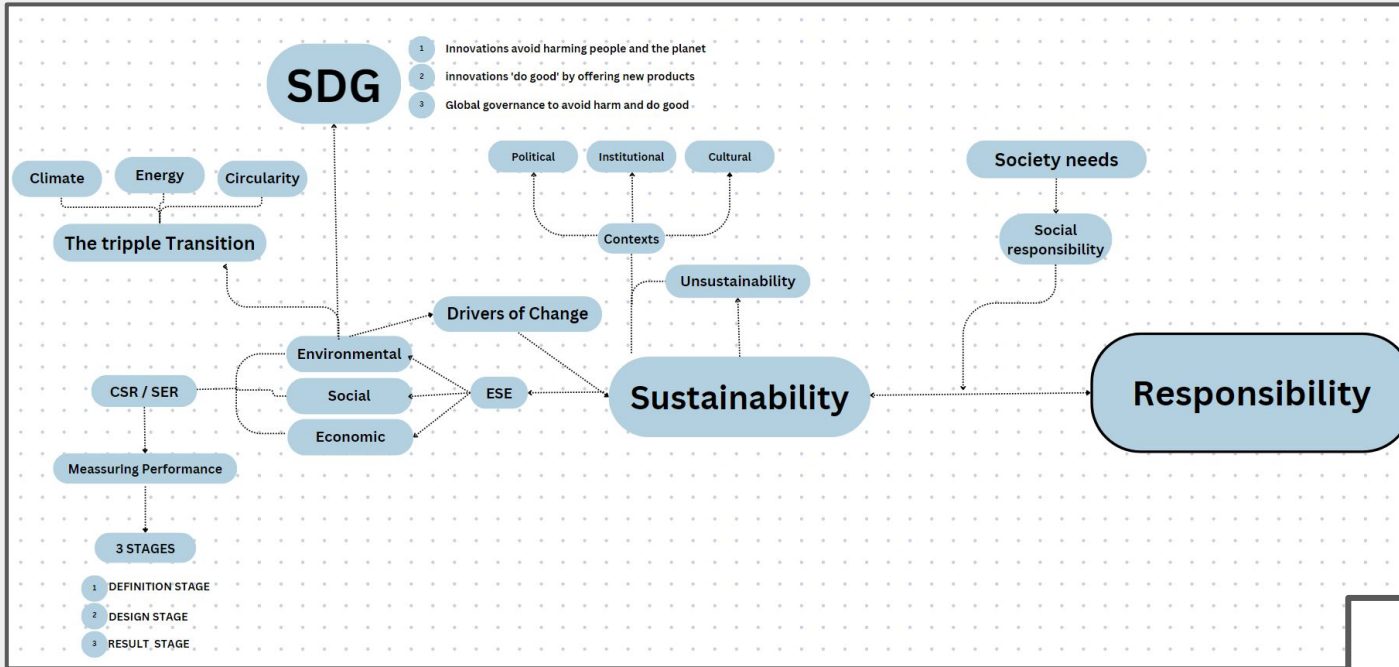 SDG
1 Innovations avoid harming people and the planet
2 innovations 'do good' by offering new products
3 Global governance to avoid harm and do good
Climate
Energy
Circularity
The tripple Transition
Political
Institutional
Cultural
Contexts
Unsustainability
Society needs
Social
responsibility
Drivers of Change
Environmental
Social
Economic
ESE
CSR / SER
Sustainability
Responsibility
Meassuring Performance
3 STAGES
1 DEFINITION STAGE
2 DESIGN STAGE
3 RESULT STAGE